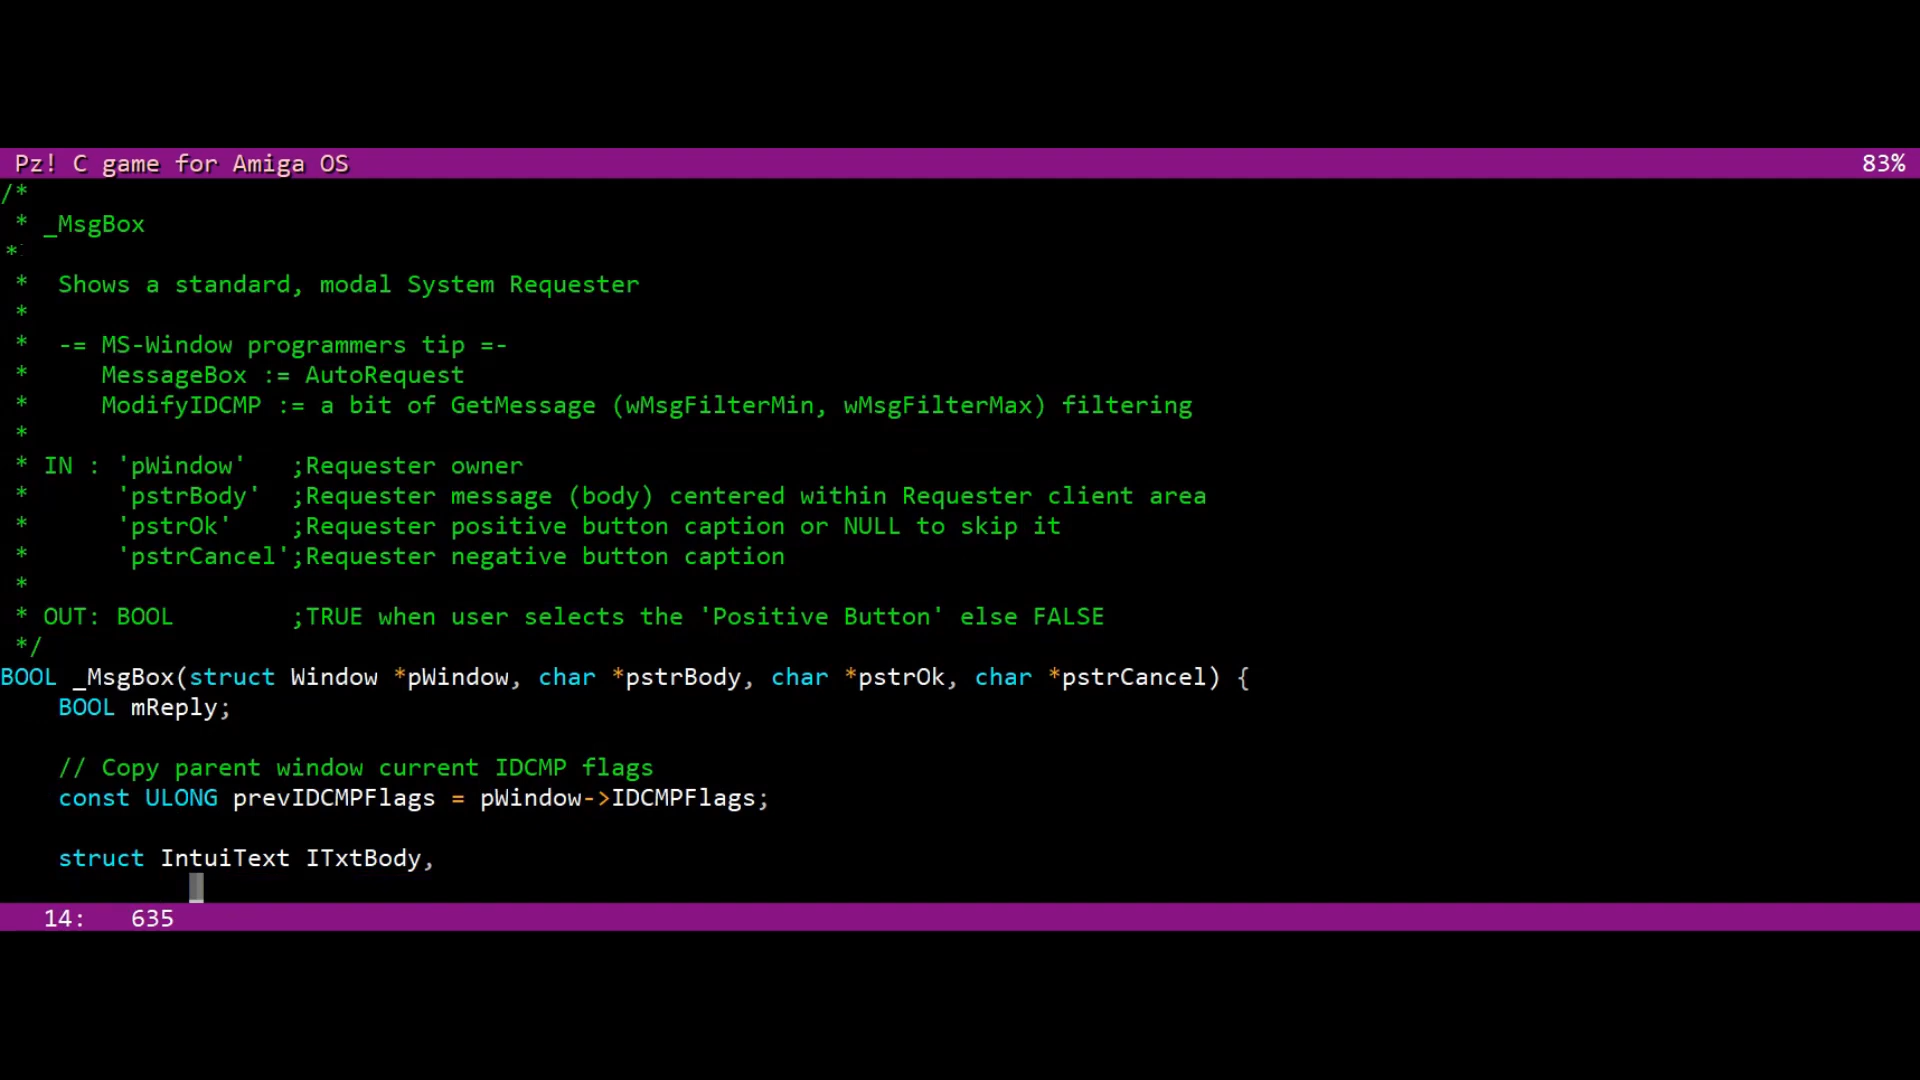 Pz! C game for Amiga OS 83%
/*
 * _MsgBox
*
 *  Shows a standard, modal System Requester
 *
 *  -= MS-Window programmers tip =-
 *     MessageBox := AutoRequest
 *     ModifyIDCMP := a bit of GetMessage (wMsgFilterMin, wMsgFilterMax) filtering
 *
 * IN : 'pWindow'   ;Requester owner
 *      'pstrBody'  ;Requester message (body) centered within Requester client area
 *      'pstrOk'    ;Requester positive button caption or NULL to skip it
 *      'pstrCancel';Requester negative button caption
 *
 * OUT: BOOL        ;TRUE when user selects the 'Positive Button' else FALSE
 */
BOOL _MsgBox(struct Window *pWindow, char *pstrBody, char *pstrOk, char *pstrCancel) {
    BOOL mReply;
    // Copy parent window current IDCMP flags
    const ULONG prevIDCMPFlags = pWindow->IDCMPFlags;
    struct IntuiText ITxtBody,
14: 635